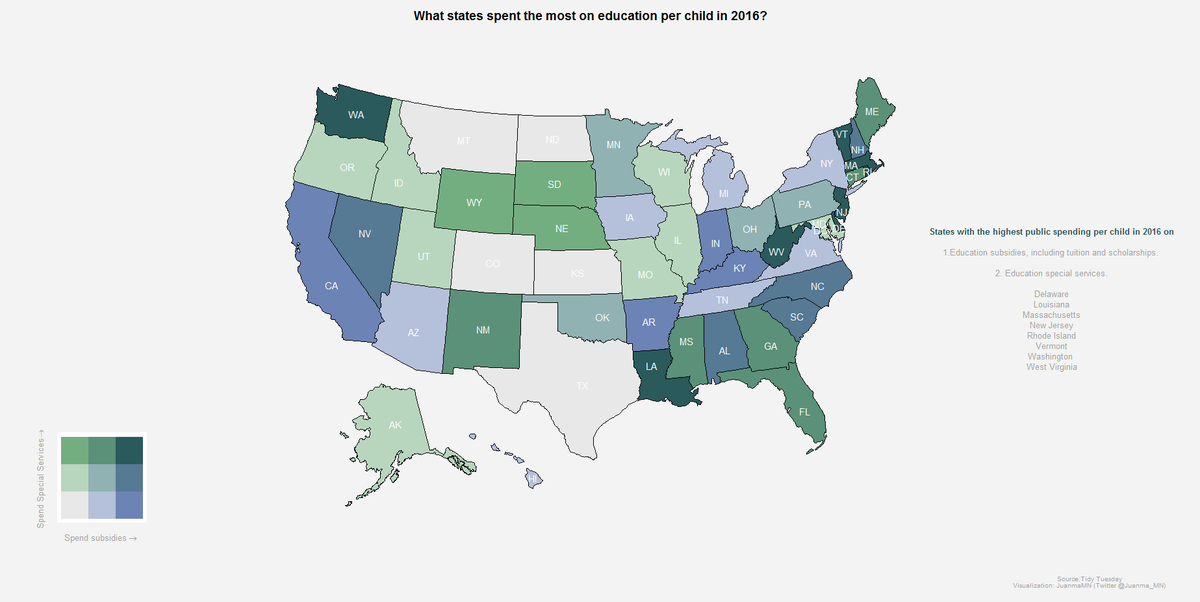 What states spent the most on education per child in 2016?
WA
MT
ND
MN
ME
VT
NH
OR
ID
WY
SD
WI
MI
NY
MA
RI
CT
NE
IA
PA
NV
UT
CO
KS
MO
IL
IN
OH
NJ
MD
DE
WV
VA
KY
CA
AZ
NM
OK
AR
TN
NC
SC
MS
AL
GA
LA
TX
FL
AK
HI
States with the highest public spending per child in 2016 on
1.Education subsidies, including tuition and scholarships.
2. Education special services.
Delaware
Louisiana
Massachusetts
New Jersey
Rhode Island
Vermont
Washington
West Virginia
Spend Special Services→
Spend subsidies →
Source:Tidy Tuesday
Visualization: JuanmaMN (Twitter @Juanma_MN)